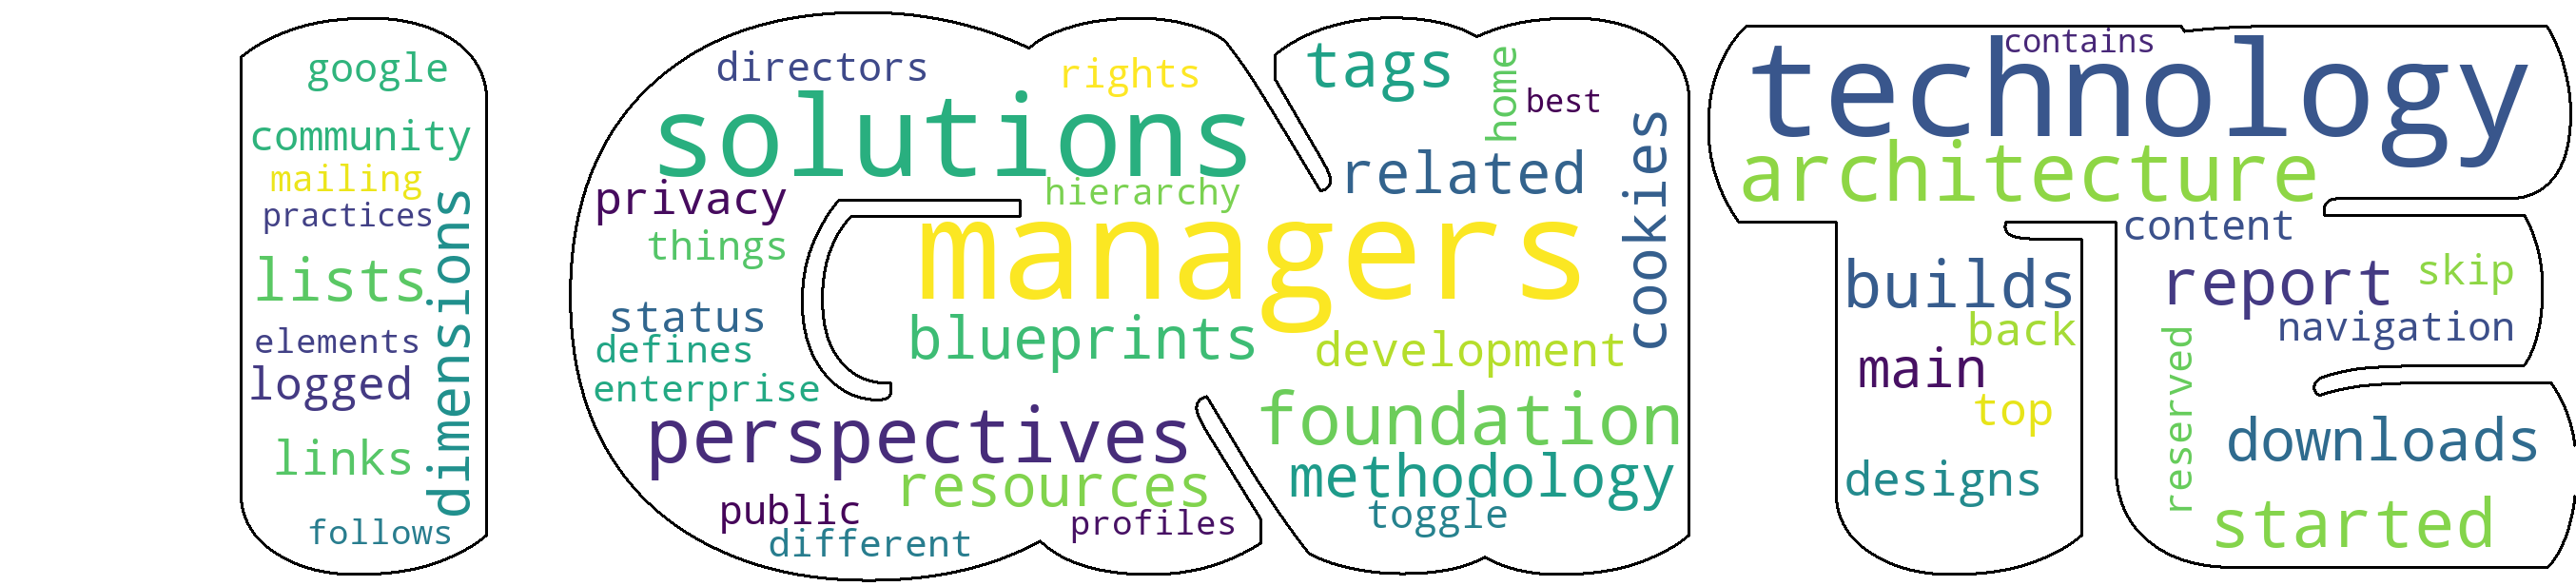 google
community
mailing
practices
lists
dimensions
elements
logged
links
follows
directors
rights
solutions
privacy
hierarchy
things
managers
status
defines
blueprints
enterprise
perspectives
resources
public
profiles
different
tags
home
best
related
cookies
development
foundation
methodology
toggle
contains
technology
architecture
content
builds
report
skip
back
navigation
main
top
reserved
designs
downloads
started